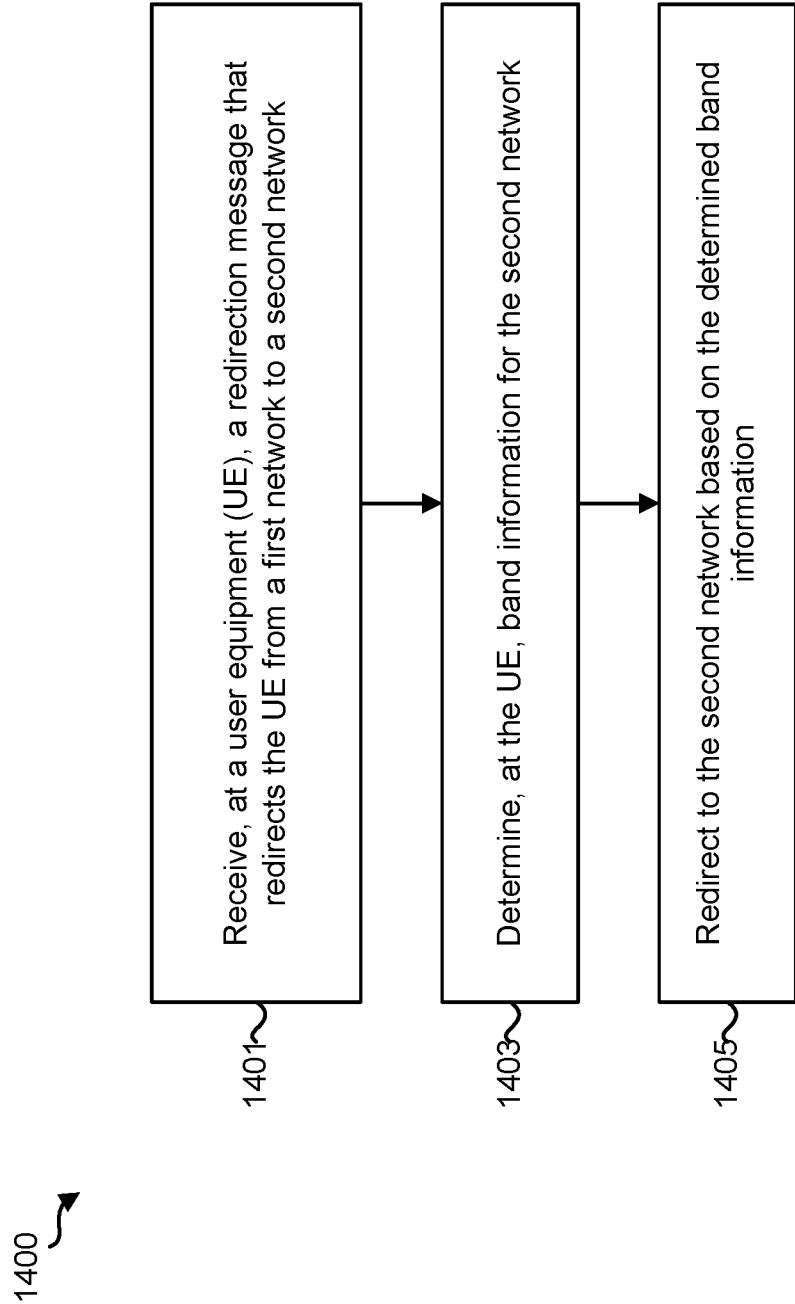 1400
1401
Receive, at a user equipment (UE), a redirection message that
redirects the UE from a first network to a second network
1403
Determine, at the UE, band information for the second network
1405
Redirect to the second network based on the determined band
information